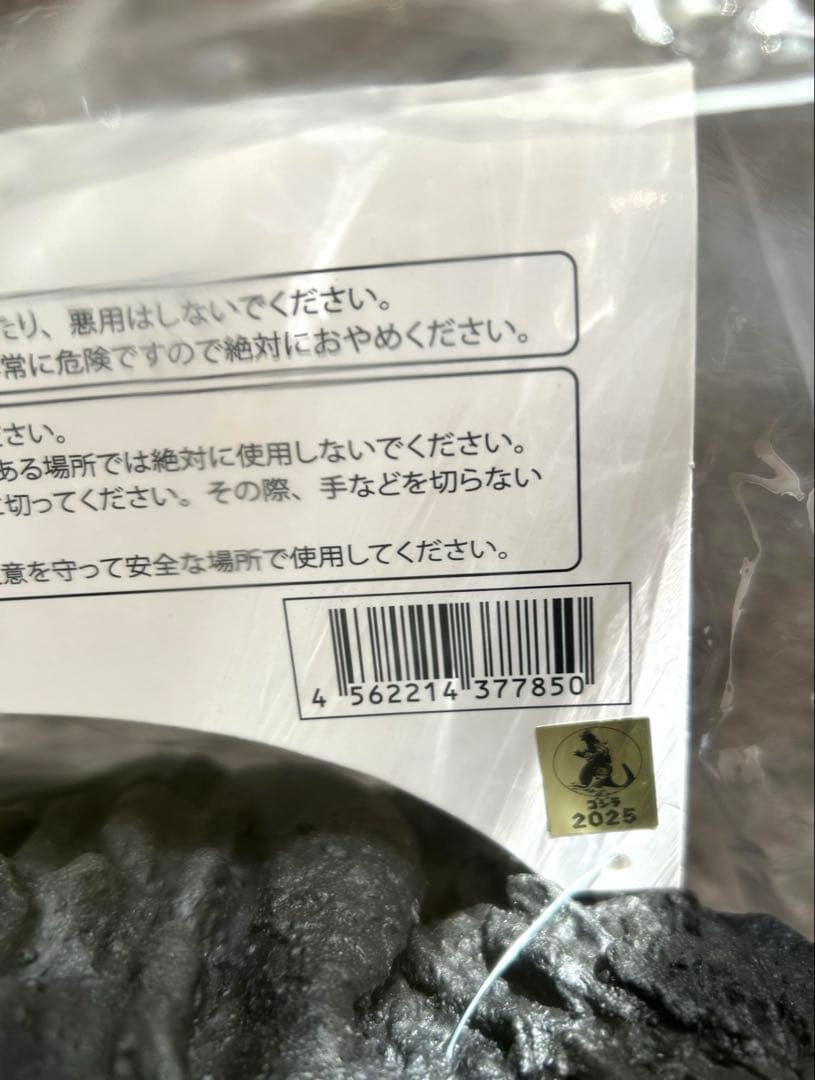 たり、悪用はしないでください。
常に危険ですので絶対におやめください。
ださい。
ある場所では絶対に使用しないでください。
切ってください。その際、手などを切らない
意を守って安全な場所で使用してください。
4 562214 377850
ゴジラ
2025